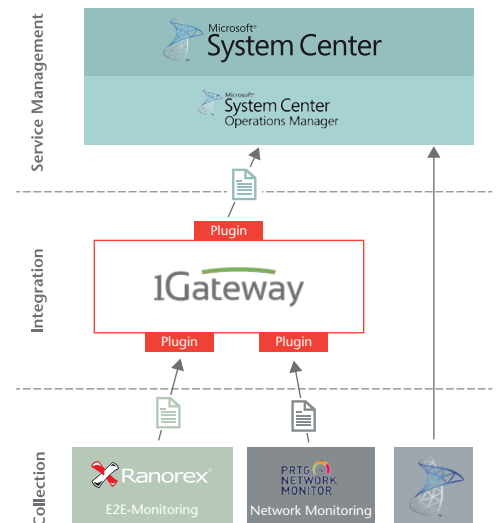 Service Management
Microsoft®
System Center
Microsoft®
System Center
Operations Manager
Integration
Plugin
1Gateway
Plugin
Plugin
Collection
Ranorex®
E2E-Monitoring
PRTG
NETWORK
MONITOR
Network Monitoring